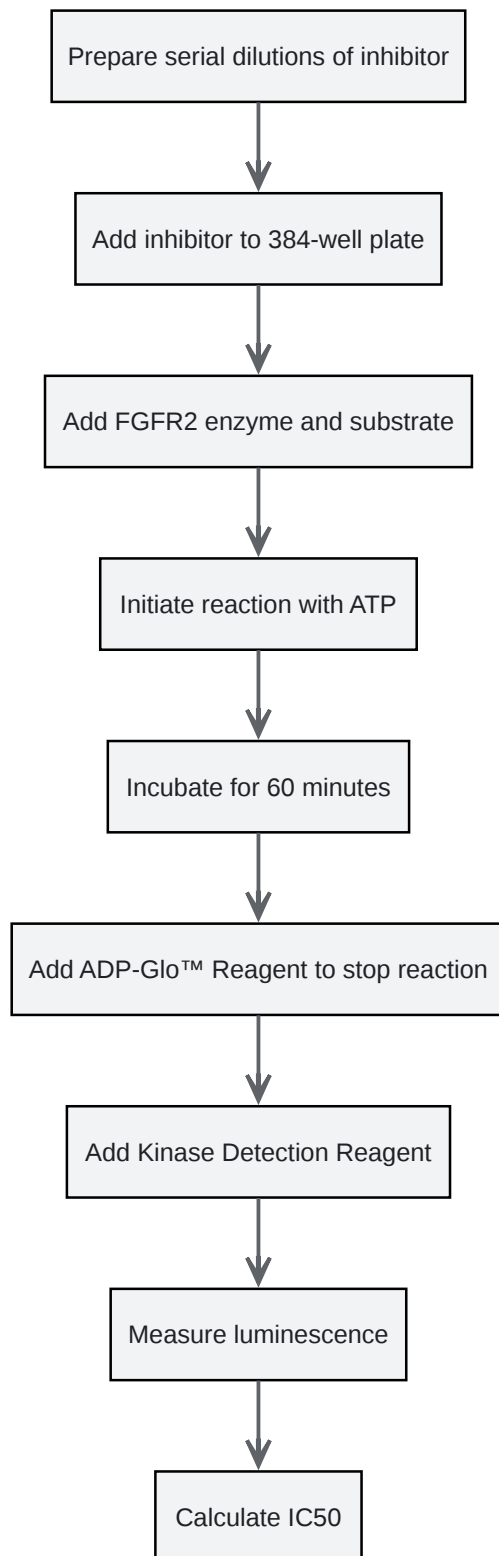 Prepare serial dilutions of inhibitor
Add inhibitor to 384-well plate
Add FGFR2 enzyme and substrate
Initiate reaction with ATP
Incubate for 60 minutes
Add ADP-Glo™ Reagent to stop reaction
Add Kinase Detection Reagent
Measure luminescence
Calculate IC50